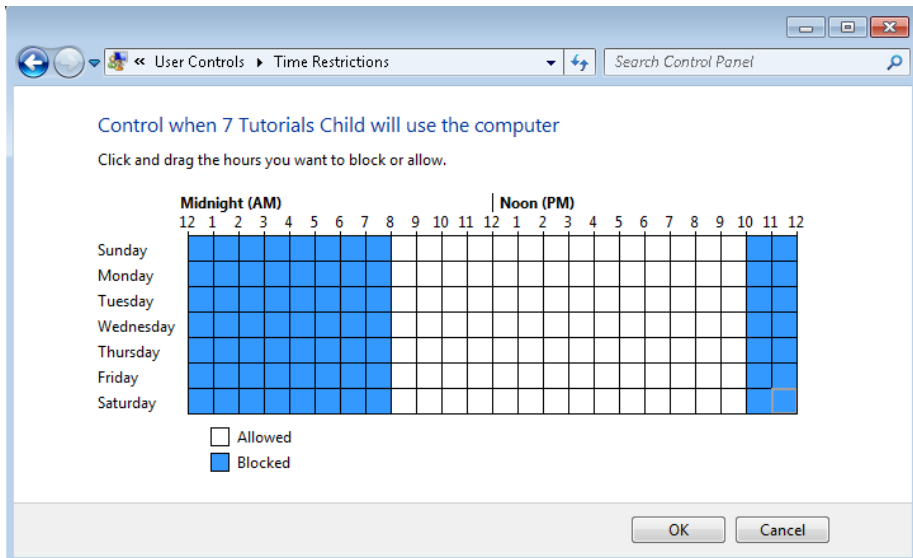 « User Controls ▸ Time Restrictions Search Control Panel
Control when 7 Tutorials Child will use the computer
Click and drag the hours you want to block or allow.
Midnight (AM) Noon (PM)
12 1 2 3 4 5 6 7 8 9 10 11 12 1 2 3 4 5 6 7 8 9 10 11 12
Sunday
Monday
Tuesday
Wednesday
Thursday
Friday
Saturday
Allowed
Blocked
OK Cancel